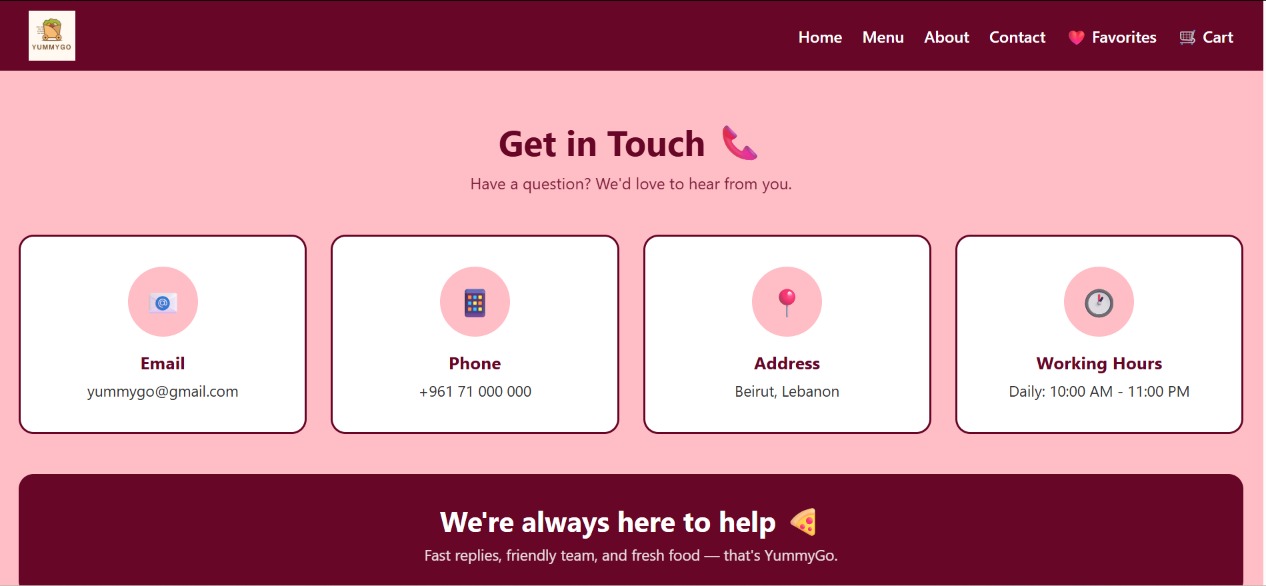 YUMMYGO
Home Menu About Contact Favorites Cart
Get in Touch
Have a question? We'd love to hear from you.
Email
yummygo@gmail.com
Phone
+961 71 000 000
Address
Beirut, Lebanon
Working Hours
Daily: 10:00 AM - 11:00 PM
We're always here to help
Fast replies, friendly team, and fresh food — that's YummyGo.